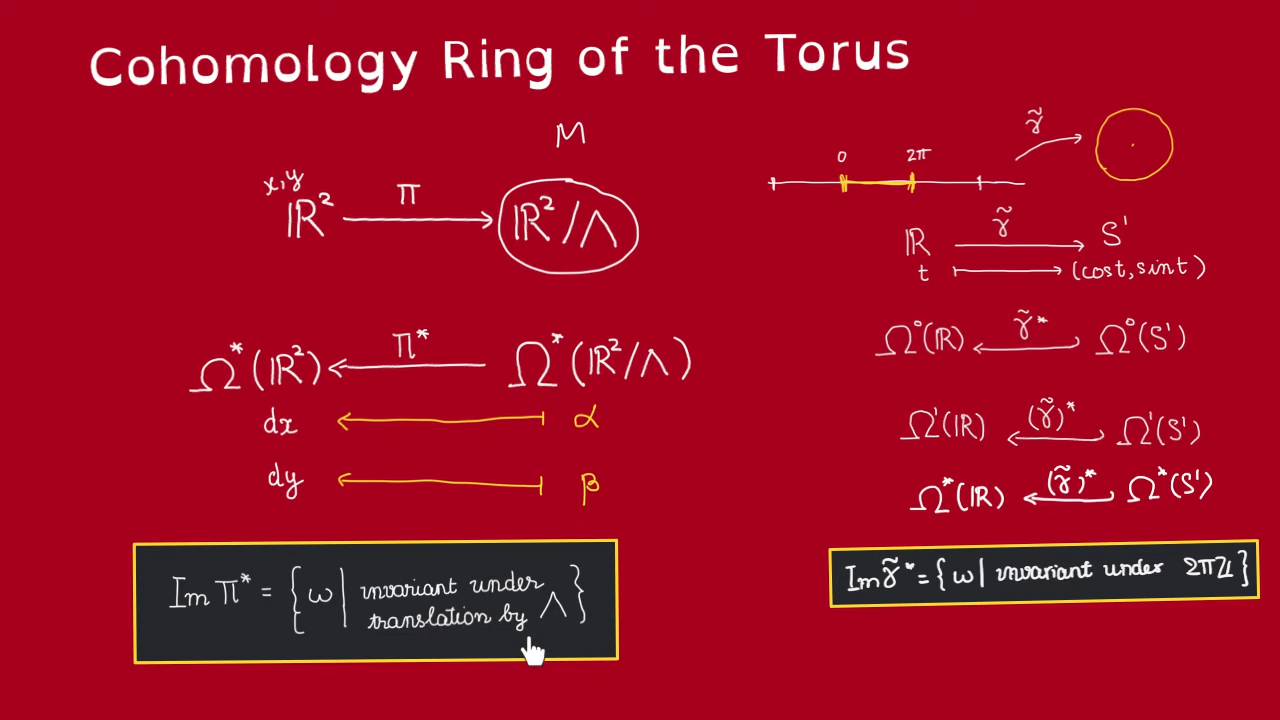 Cohomology Ring of the Torus
M
x,y
ℝ² π ℝ²/Λ
Ω*(ℝ²) π* Ω*(ℝ²/Λ)
dx α
dy β
Im π* = {ω| invariant under
translation by Λ}
0 2π γ̃
ℝ γ̃ S¹
t (cost, sint)
Ω⁰(ℝ) γ̃* Ω⁰(S¹)
Ω¹(ℝ) (γ̃)* Ω¹(S¹)
Ω*(ℝ) (γ̃)* Ω*(S¹)
Im γ̃* = {ω| invariant under 2πℤ}